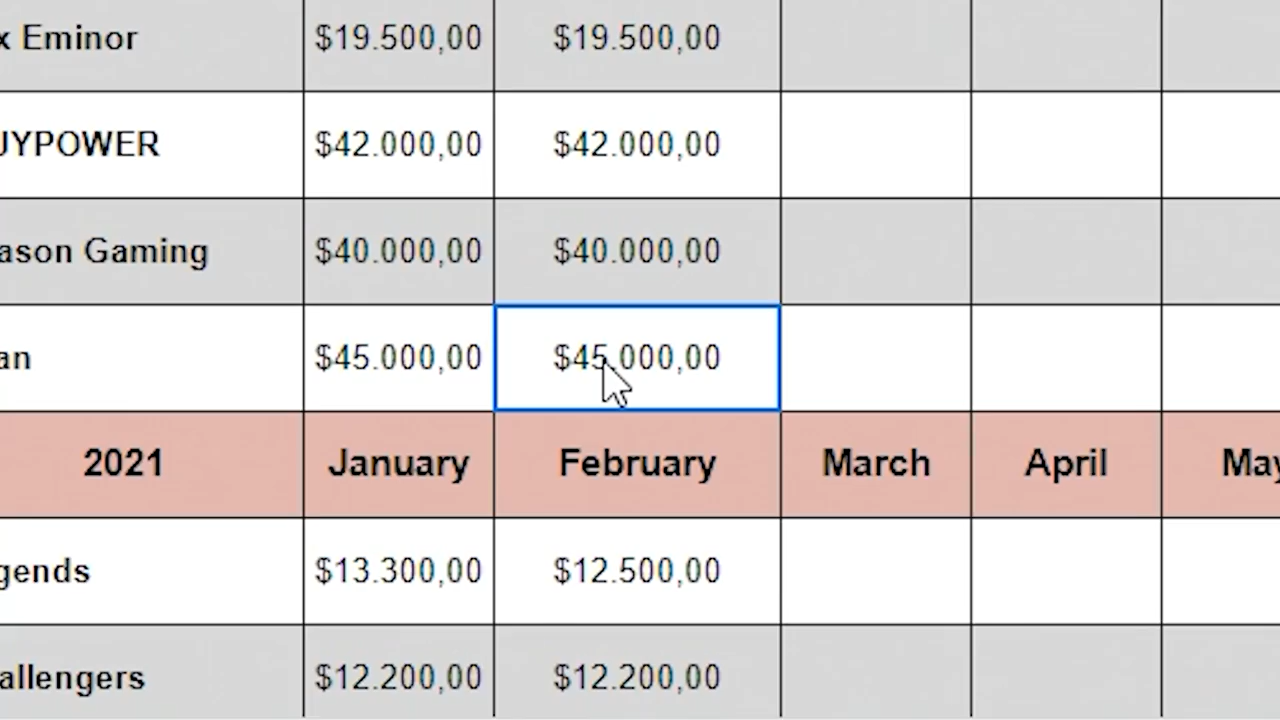 x Eminor $19.500,00 $19.500,00
UYPOWER $42.000,00 $42.000,00
ason Gaming $40.000,00 $40.000,00
an $45.000,00 $45.000,00
2021 January February March April May
gends $13.300,00 $12.500,00
allengers $12.200,00 $12.200,00